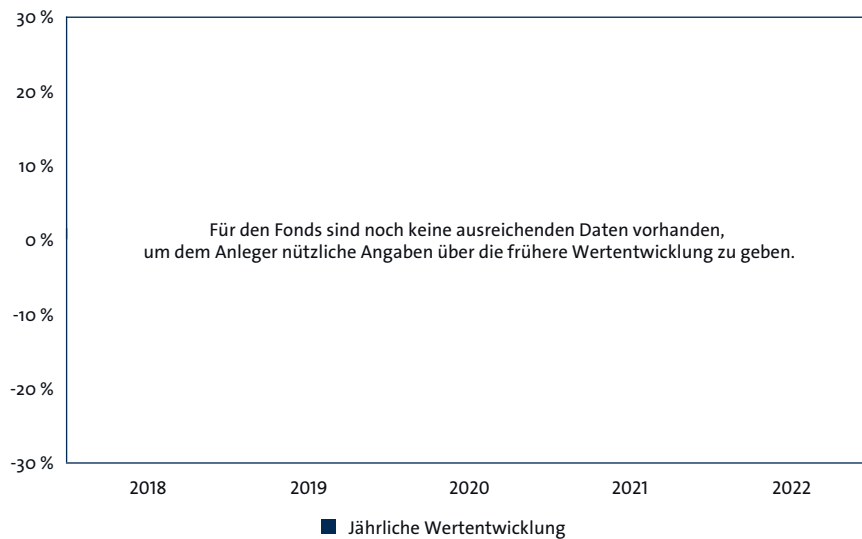 30 %
20 %
10 %
0 %
-10 %
-20 %
-30 %
Für den Fonds sind noch keine ausreichenden Daten vorhanden,
um dem Anleger nützliche Angaben über die frühere Wertentwicklung zu geben.
2018 2019 2020 2021 2022
Jährliche Wertentwicklung